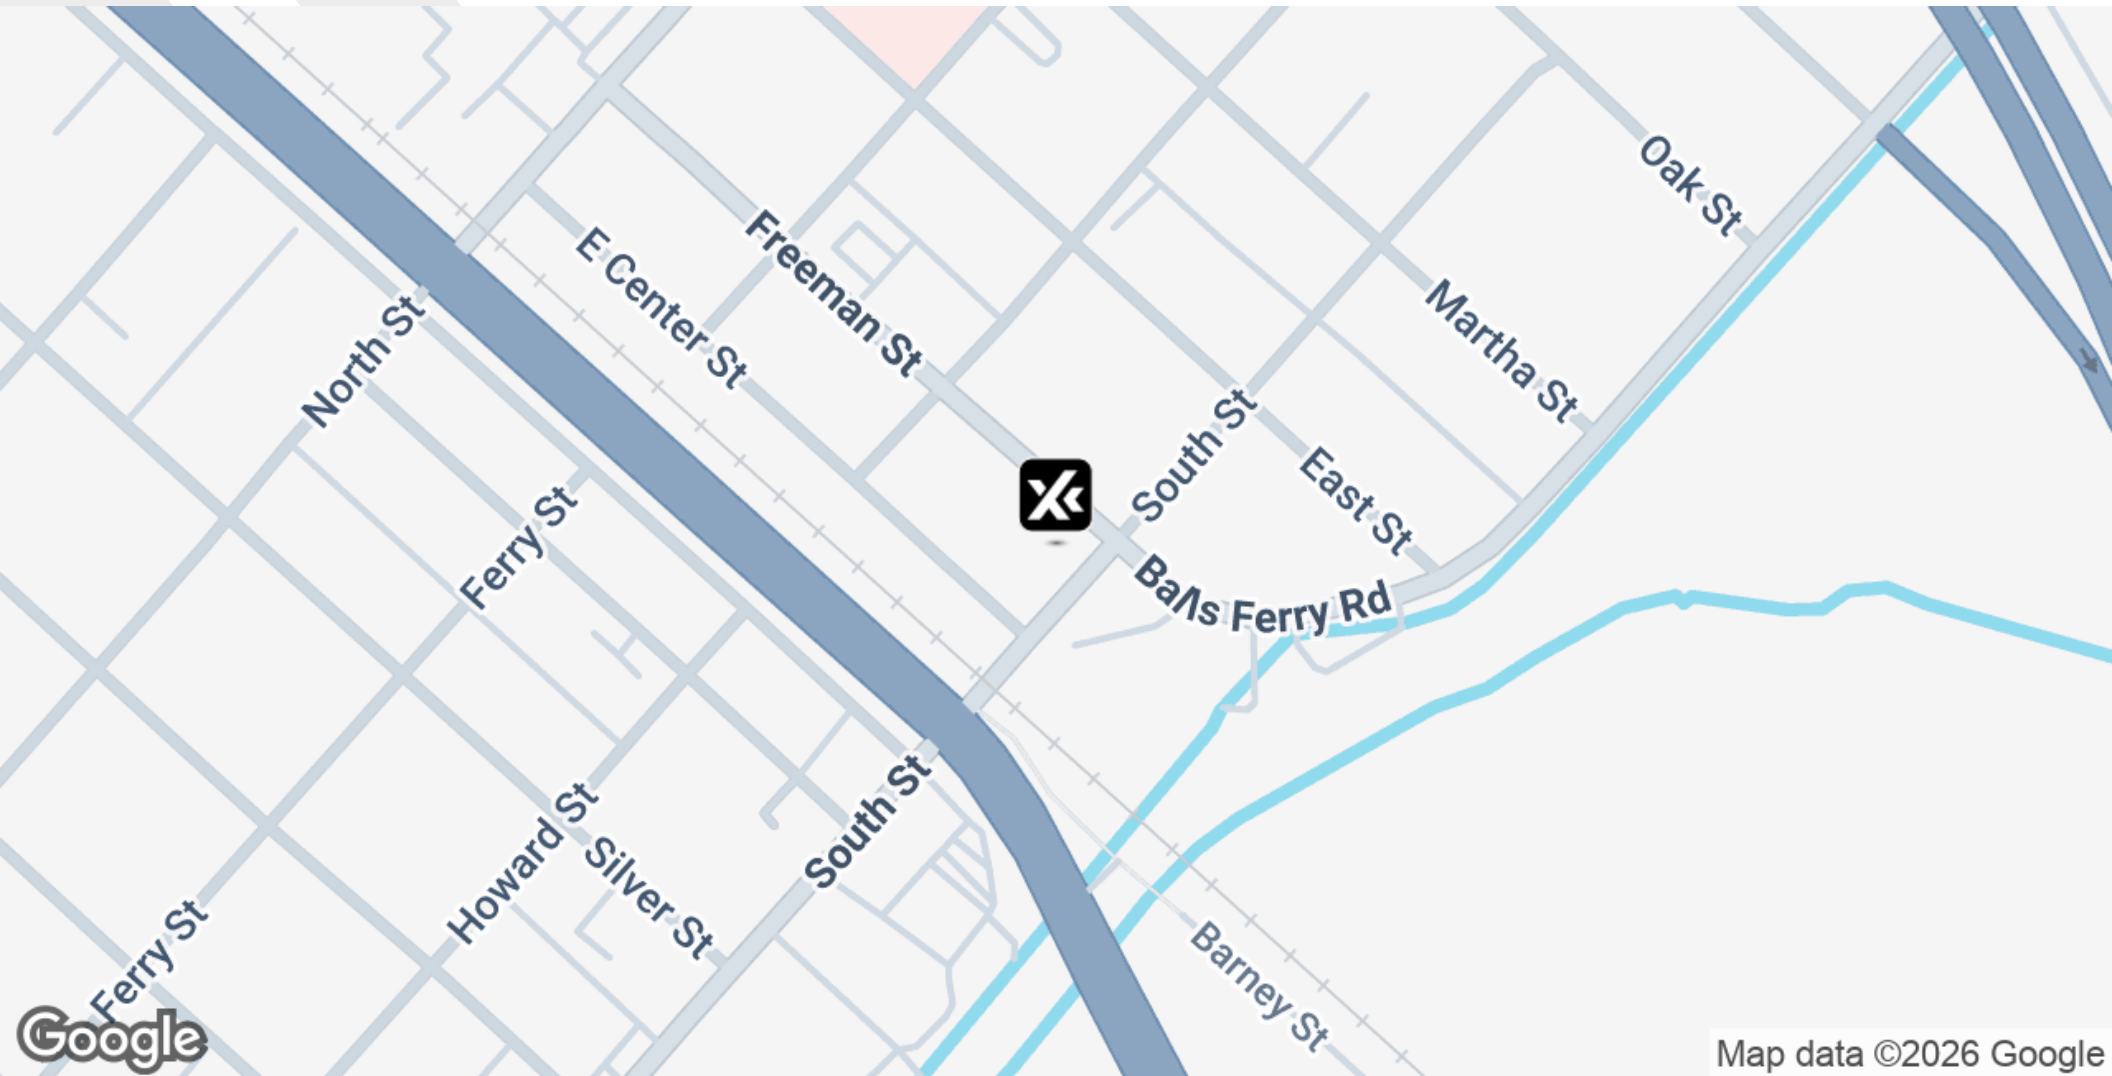 Oak St
Freeman St
E Center St
Martha St
North St
South St
East St
Ferry St
Balls Ferry Rd
South St
Howard St
Silver St
Ferry St
Barney St
Google
Map data ©2026 Google